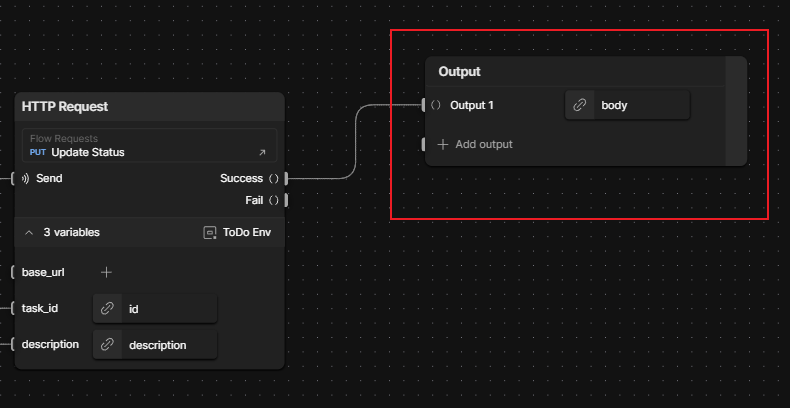 Output
Output 1
body
Add output
HTTP Request
Flow Requests
PUT Update Status
Send
Success
Fail
3 variables
ToDo Env
base_url
task_id
id
description
description